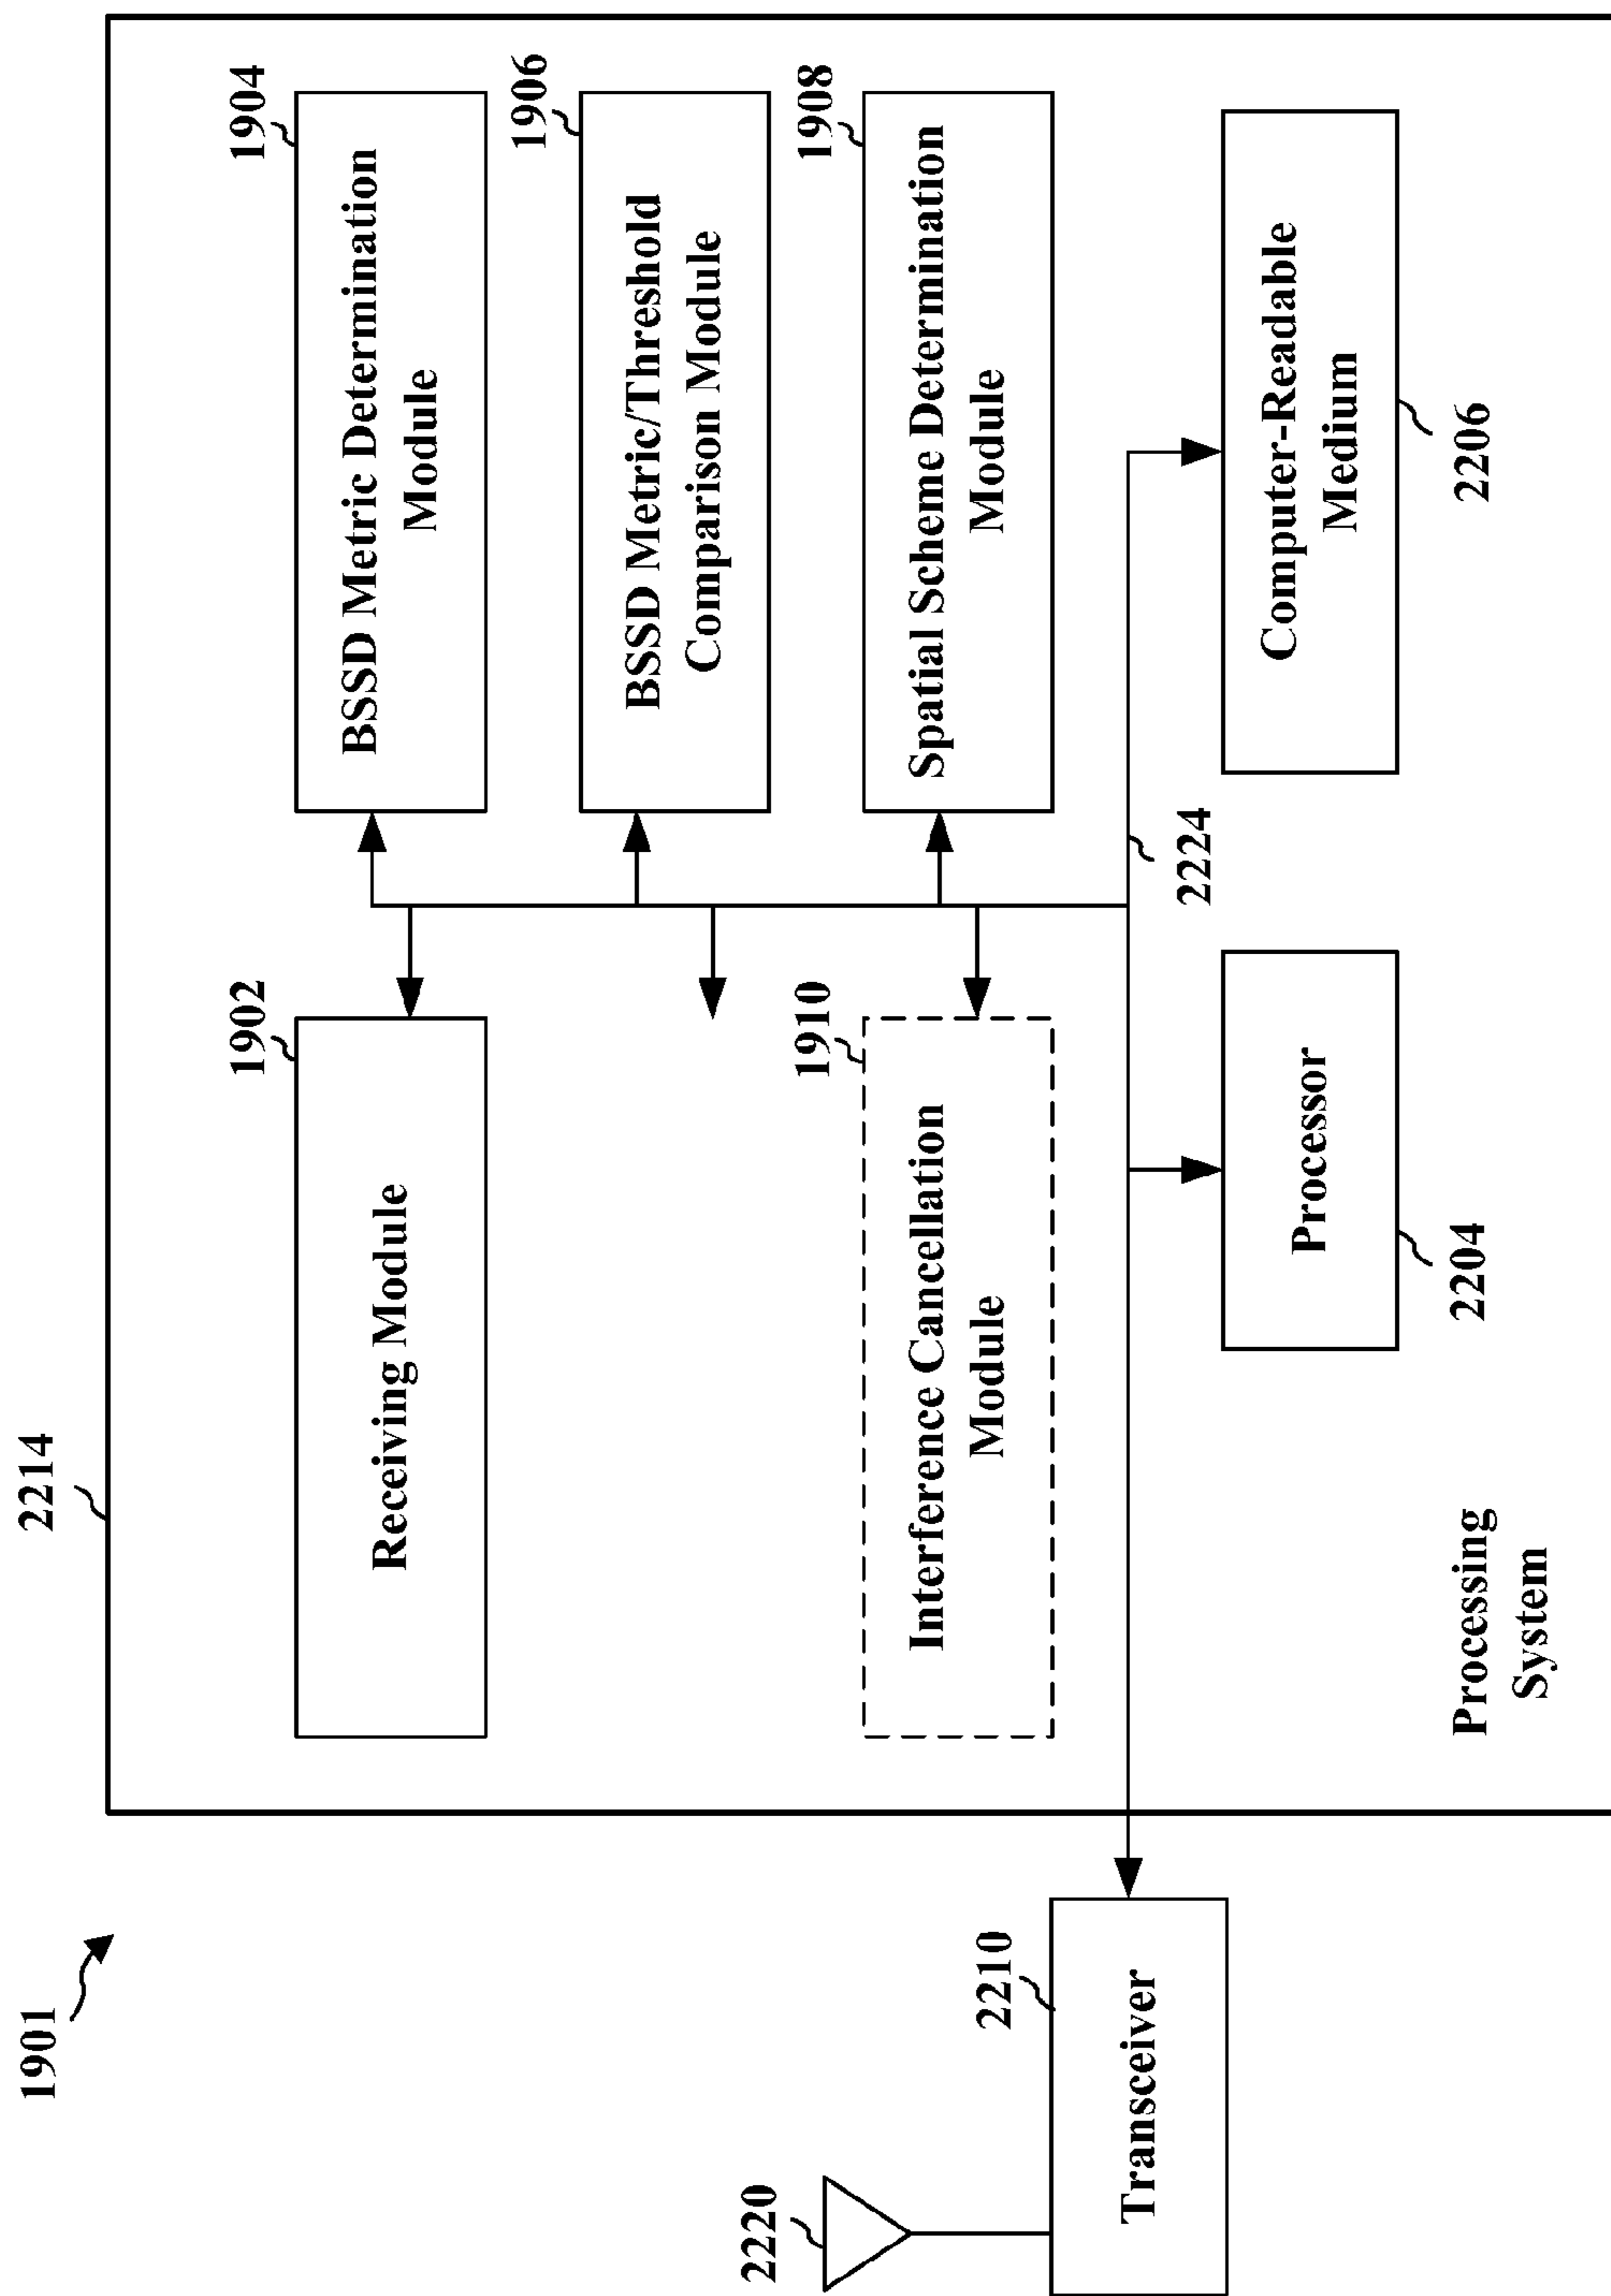 1901
2214
1902
Receiving Module
1904
BSSD Metric Determination
Module
1906
BSSD Metric/Threshold
Comparison Module
1910
Interference Cancellation
Module
1908
Spatial Scheme Determination
Module
2220
2210
Transceiver
2224
Processor
2204
Computer-Readable
Medium
2206
Processing
System